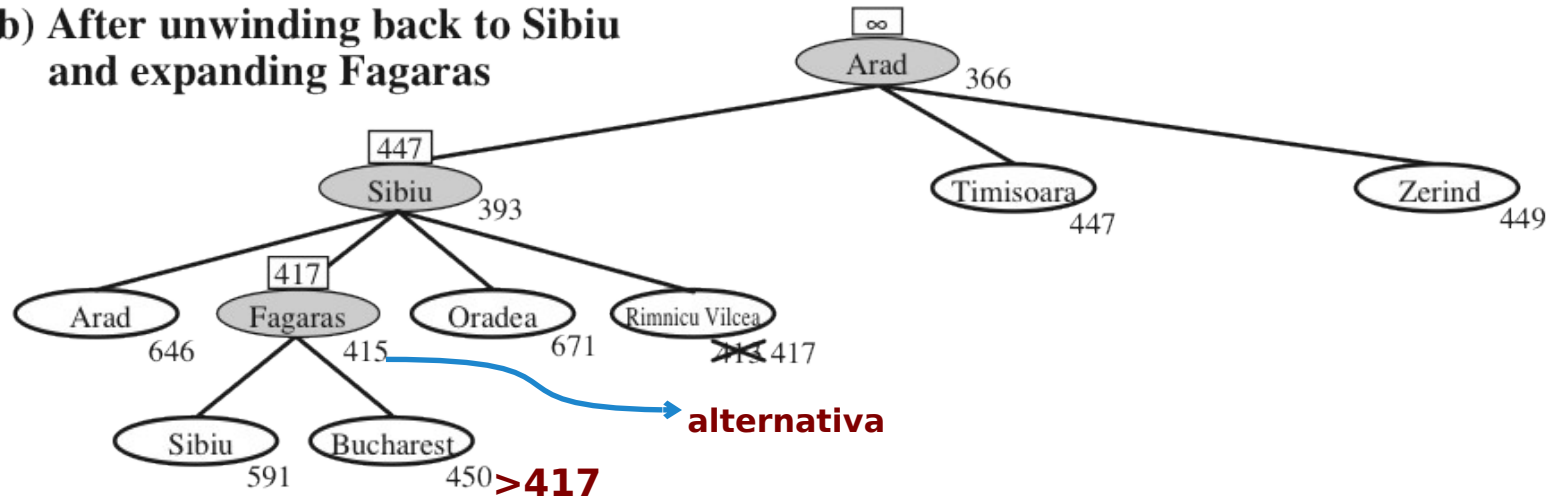 b) After unwinding back to Sibiu
and expanding Fagaras
∞
Arad
366
447
Sibiu
393
Timisoara
447
Zerind
449
417
Arad
646
Fagaras
415
Oradea
671
Rimnicu Vilcea
413 417
alternativa
Sibiu
591
Bucharest
450 >417